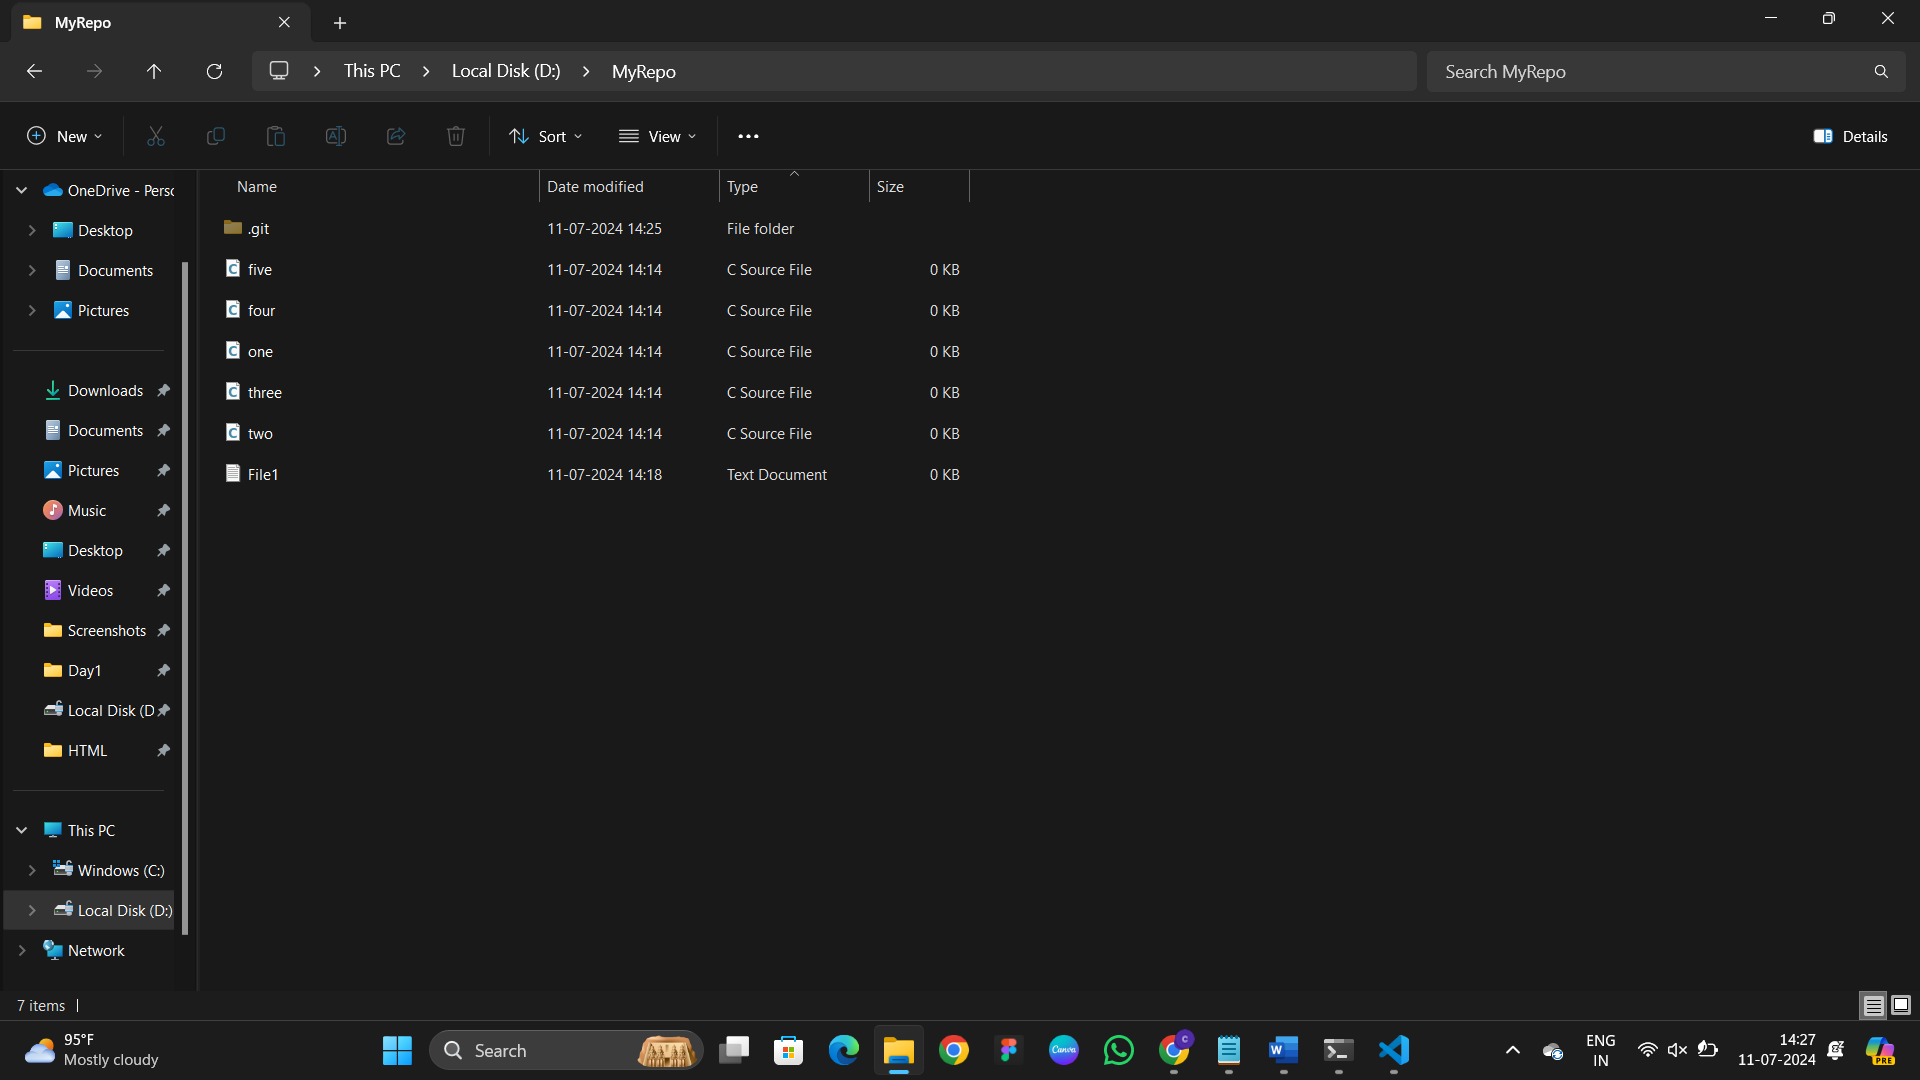 MyRepo
This PC
Local Disk (D:)
MyRepo
Search MyRepo
New
Sort
View
Details
OneDrive - Perso
Desktop
Documents
Pictures
Downloads
Documents
Pictures
Music
Desktop
Videos
Screenshots
Day1
Local Disk (D
HTML
This PC
Windows (C:)
Local Disk (D:)
Network
Name Date modified Type Size
.git 11-07-2024 14:25 File folder
five 11-07-2024 14:14 C Source File 0 KB
four 11-07-2024 14:14 C Source File 0 KB
one 11-07-2024 14:14 C Source File 0 KB
three 11-07-2024 14:14 C Source File 0 KB
two 11-07-2024 14:14 C Source File 0 KB
File1 11-07-2024 14:18 Text Document 0 KB
7 items
95°F
Mostly cloudy
Search
Canva
C
ENG
IN
14:27
11-07-2024
PRE